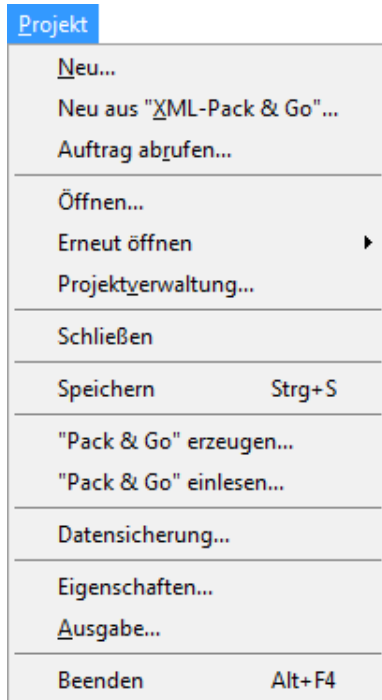 Projekt
Neu...
Neu aus "XML-Pack & Go"...
Auftrag abrufen...
Öffnen...
Erneut öffnen
Projektverwaltung...
Schließen
Speichern Strg+S
"Pack & Go" erzeugen...
"Pack & Go" einlesen...
Datensicherung...
Eigenschaften...
Ausgabe...
Beenden Alt+F4